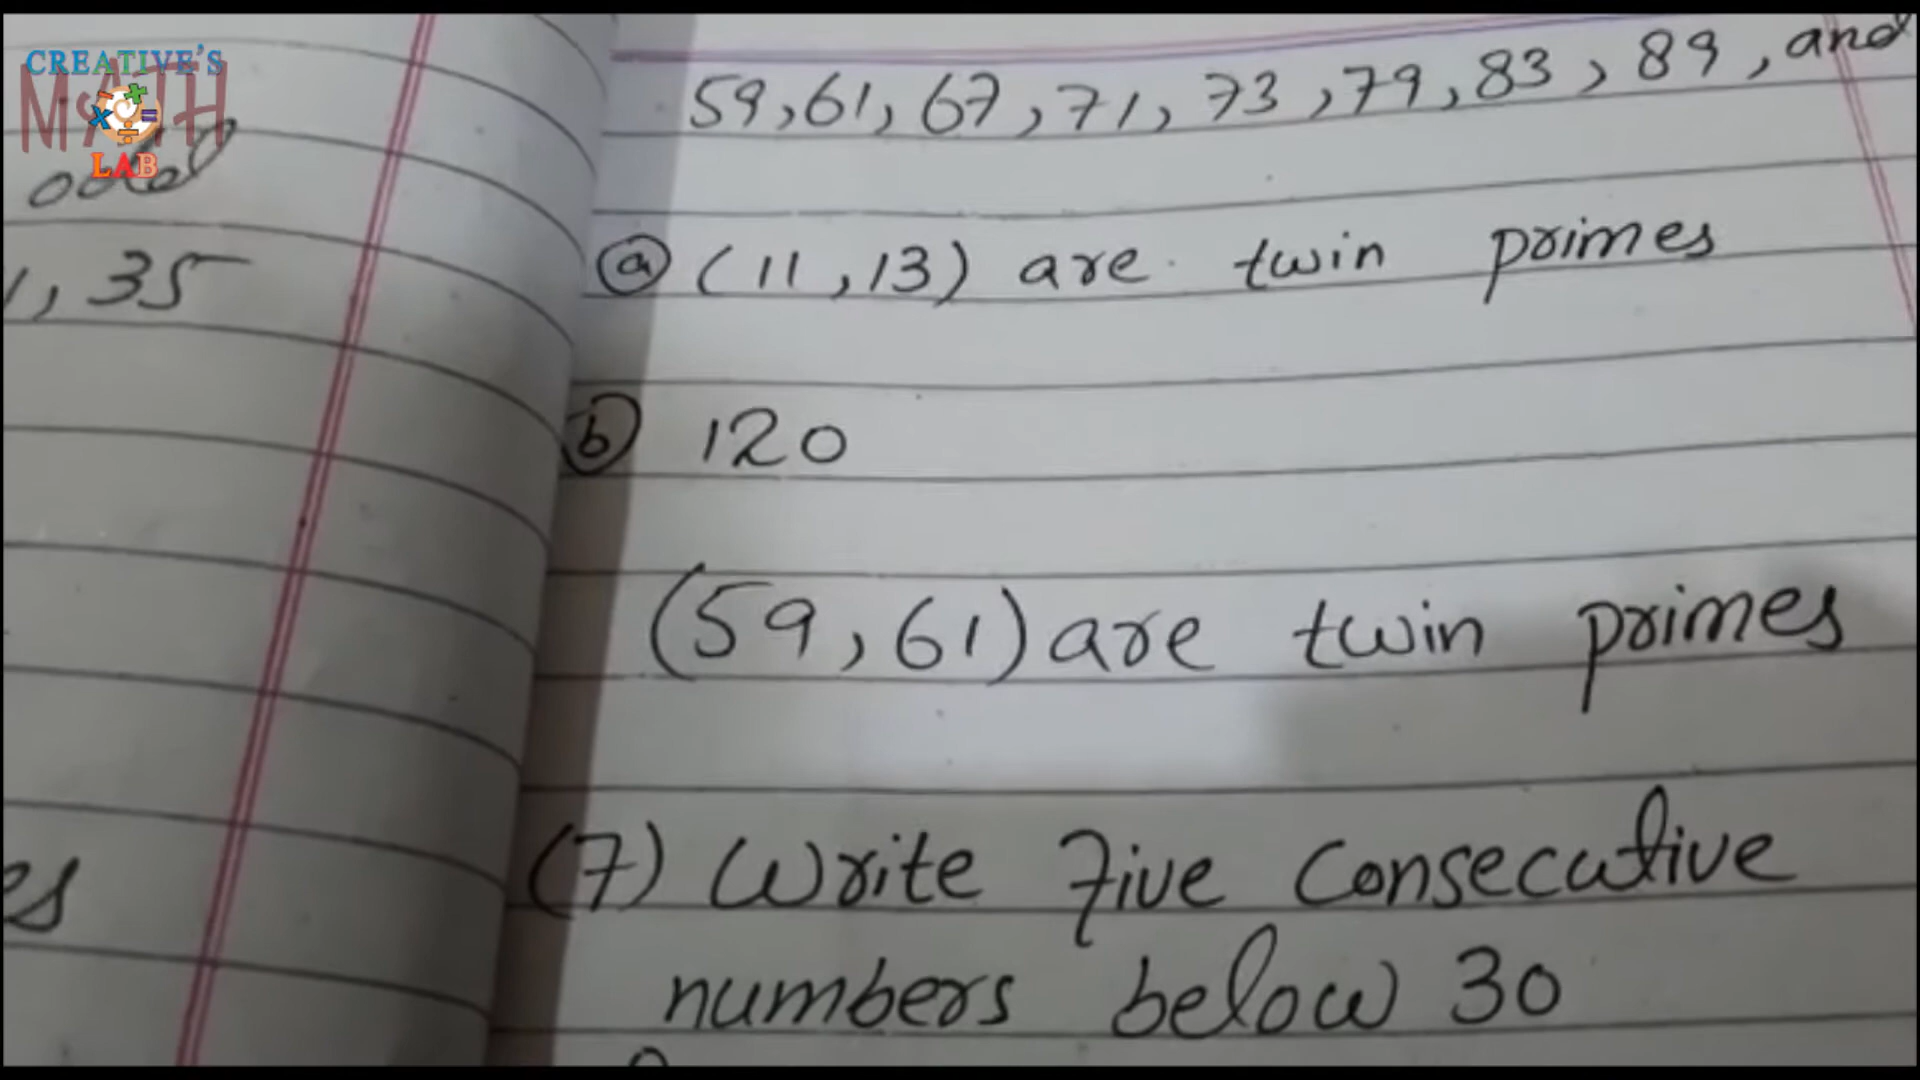 CREATIVE'S
MATH
LAB
odd
1, 35
es
59, 61, 67, 71, 73, 79, 83, 89, and
(a) (11, 13) are twin primes
(b) 120
(59, 61) are twin primes
(7) Write five consecutive
numbers below 30